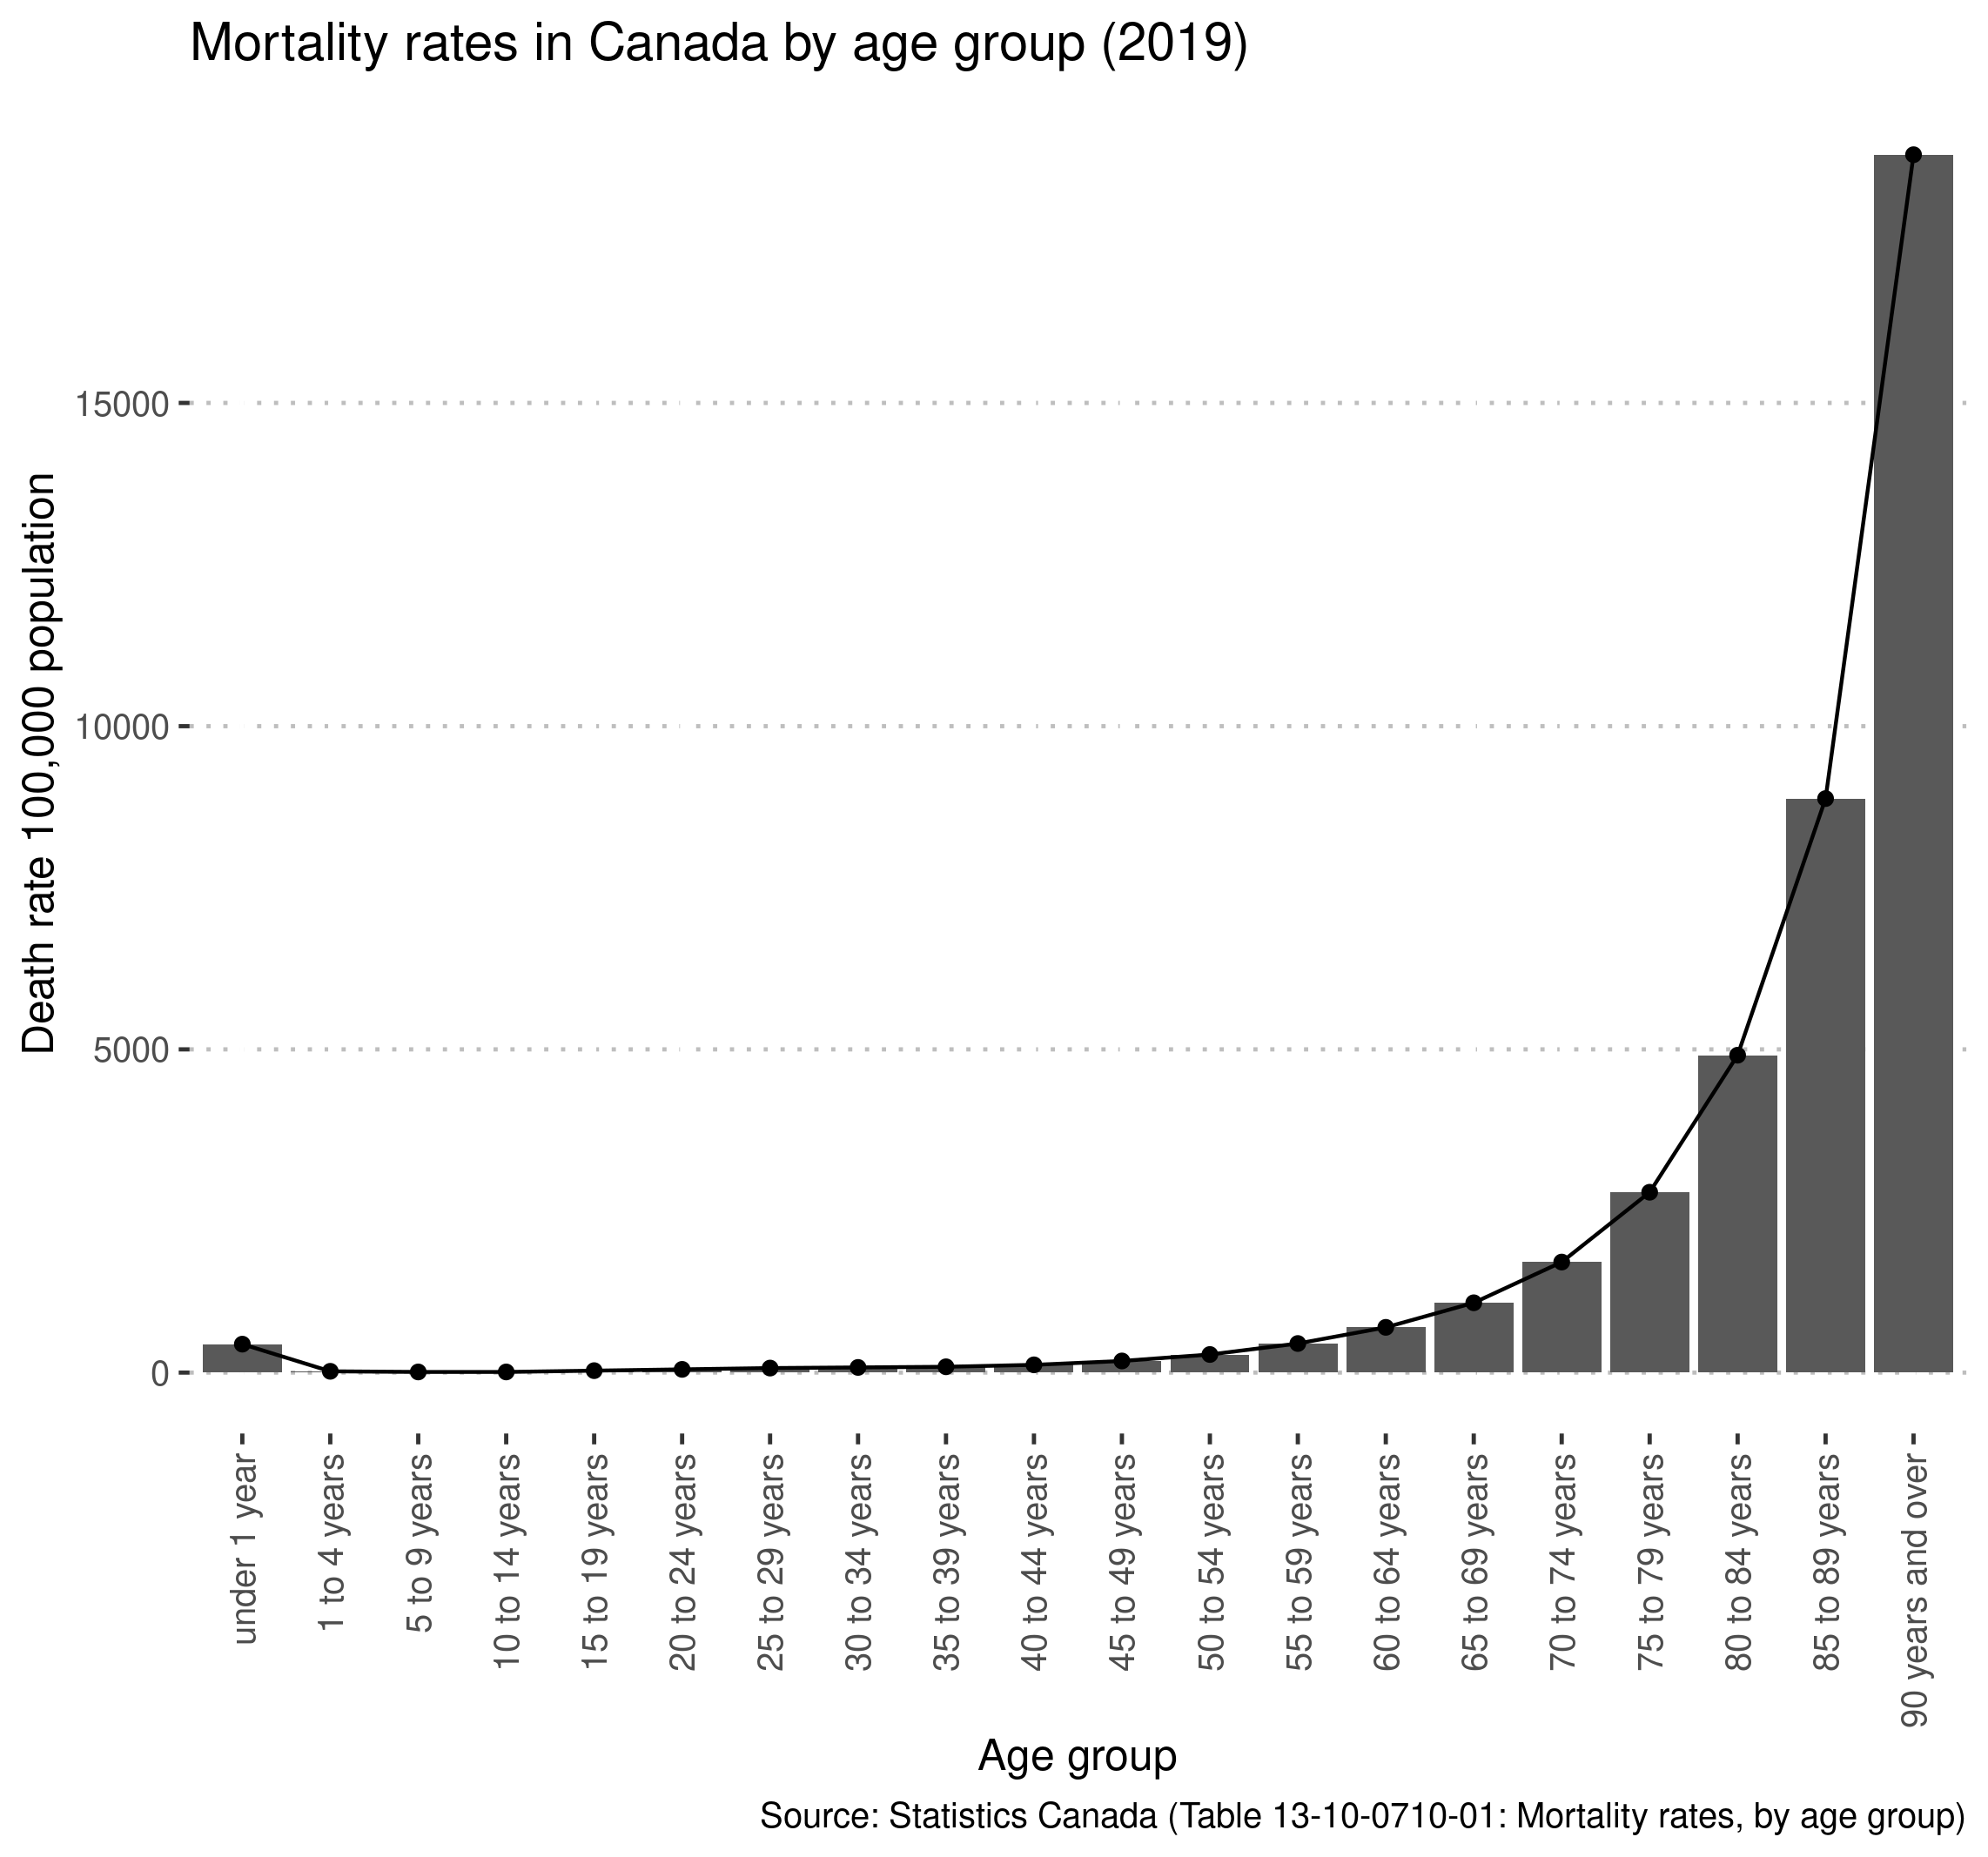 Mortality rates in Canada by age group (2019)
Death rate 100,000 population
15000
10000
5000
0
under 1 year
1 to 4 years
5 to 9 years
10 to 14 years
15 to 19 years
20 to 24 years
25 to 29 years
30 to 34 years
35 to 39 years
40 to 44 years
45 to 49 years
50 to 54 years
55 to 59 years
60 to 64 years
65 to 69 years
70 to 74 years
75 to 79 years
80 to 84 years
85 to 89 years
90 years and over
Age group
Source: Statistics Canada (Table 13-10-0710-01: Mortality rates, by age group)